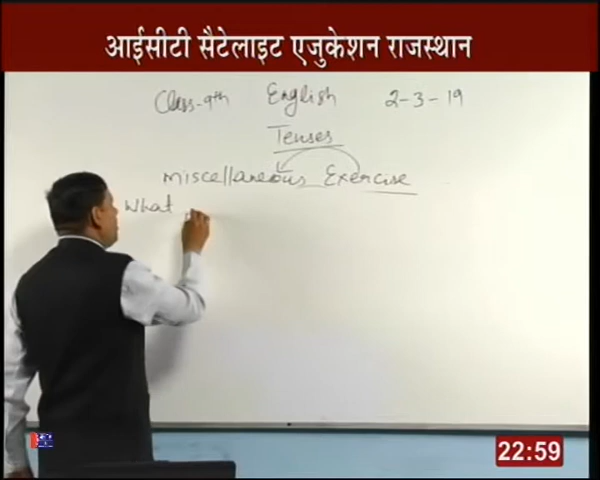 आईसीटी सैटेलाइट एजुकेशन राजस्थान
Class-9th English 2-3-19
Tenses
Miscellaneous Exercise
What
22:59